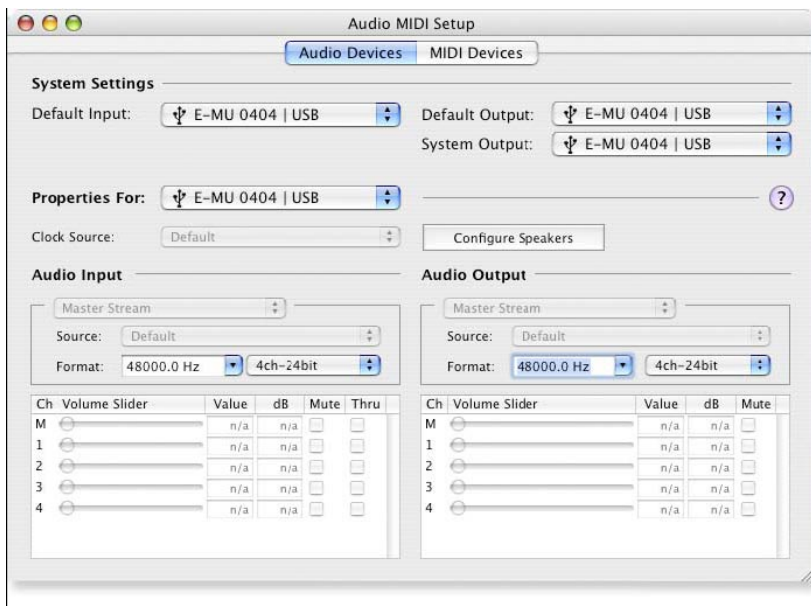 Audio MIDI Setup
Audio Devices MIDI Devices
System Settings
Default Input: E-MU 0404 | USB
Default Output: E-MU 0404 | USB
System Output: E-MU 0404 | USB
Properties For: E-MU 0404 | USB ?
Clock Source: Default
Configure Speakers
Audio Input
Master Stream
Source: Default
Format: 48000.0 Hz 4ch-24bit
Ch Volume Slider Value dB Mute Thru
M n/a n/a
1 n/a n/a
2 n/a n/a
3 n/a n/a
4 n/a n/a
Audio Output
Master Stream
Source: Default
Format: 48000.0 Hz 4ch-24bit
Ch Volume Slider Value dB Mute
M n/a n/a
1 n/a n/a
2 n/a n/a
3 n/a n/a
4 n/a n/a